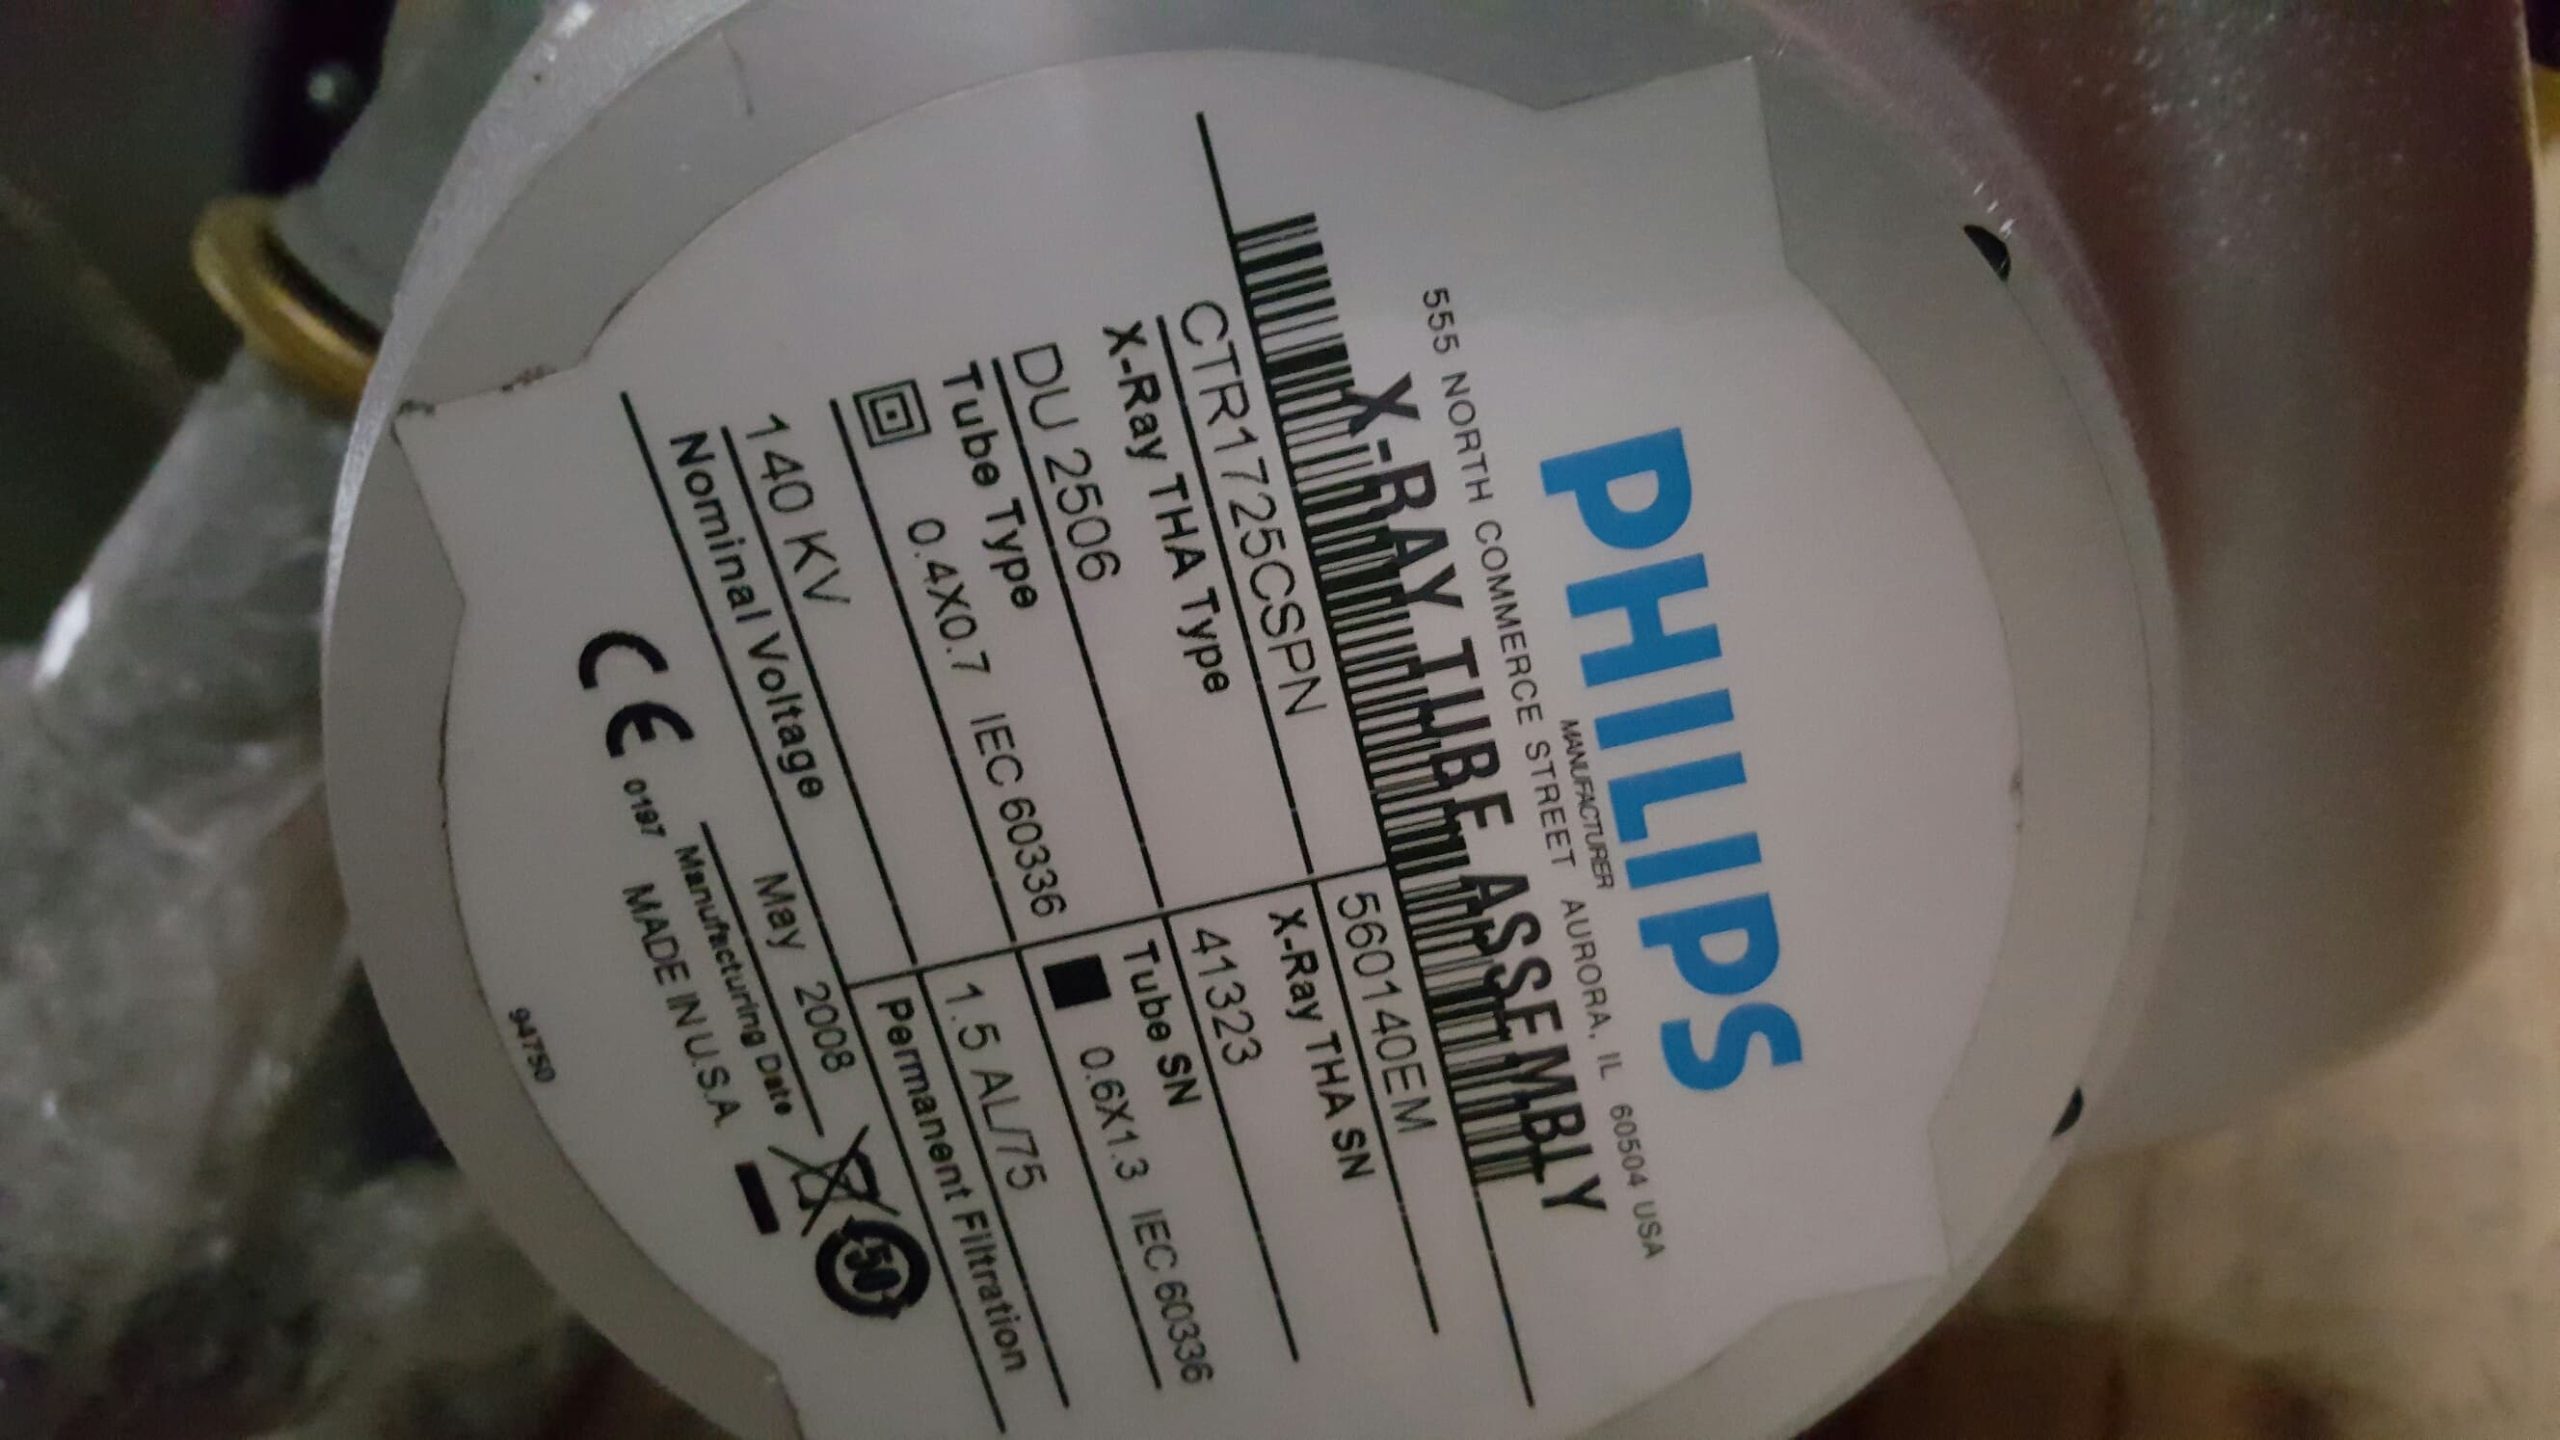 PHILIPS
MANUFACTURER
555 NORTH COMMERCE STREET AURORA, IL 60504 USA
X-RAY TUBE ASSEMBLY
CTR1725CSPN 560140EM
X-Ray THA Type X-Ray THA SN
DU 2506 41323
Tube Type Tube SN
0.4X0.7 IEC 60336 0.6X1.3 IEC 60336
140 KV 1.5 AL/75
Nominal Voltage Permanent Filtration
May 2008
Manufacturing Date
CE 0197 MADE IN U.S.A
50
94750